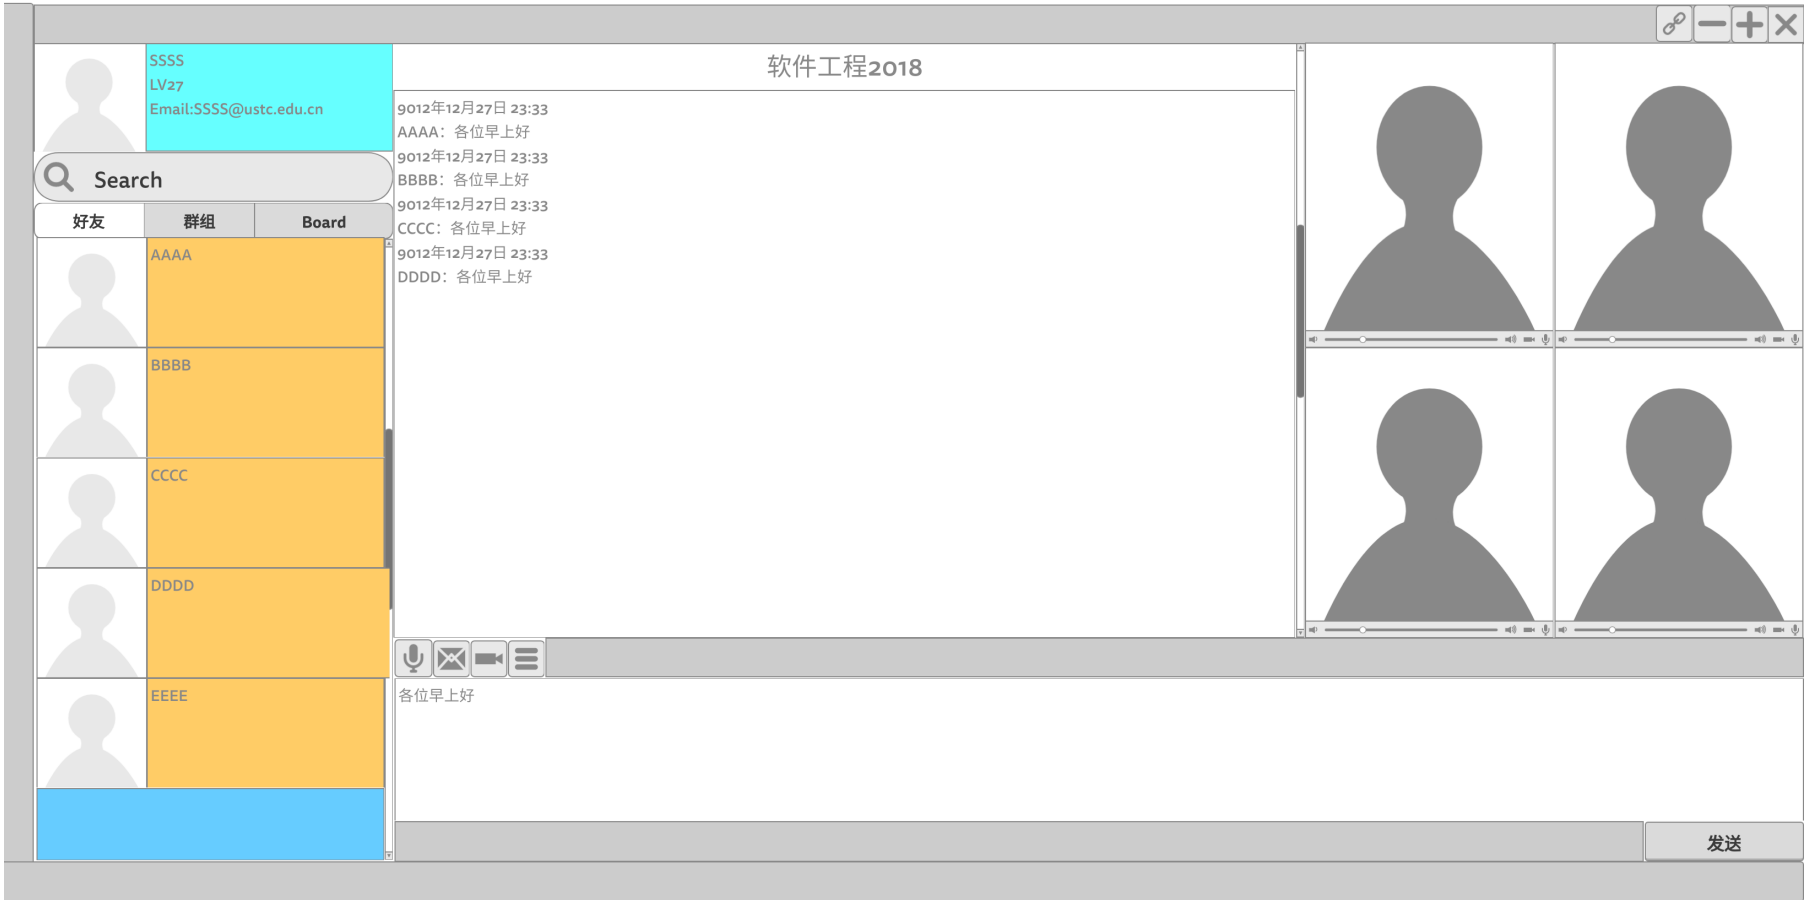 SSSS
LV27
Email:SSSS@ustc.edu.cn
Search
好友
群组
Board
AAAA
BBBB
CCCC
DDDD
EEEE
软件工程2018
9012年12月27日 23:33
AAAA：各位早上好
9012年12月27日 23:33
BBBB：各位早上好
9012年12月27日 23:33
CCCC：各位早上好
9012年12月27日 23:33
DDDD：各位早上好
各位早上好
发送